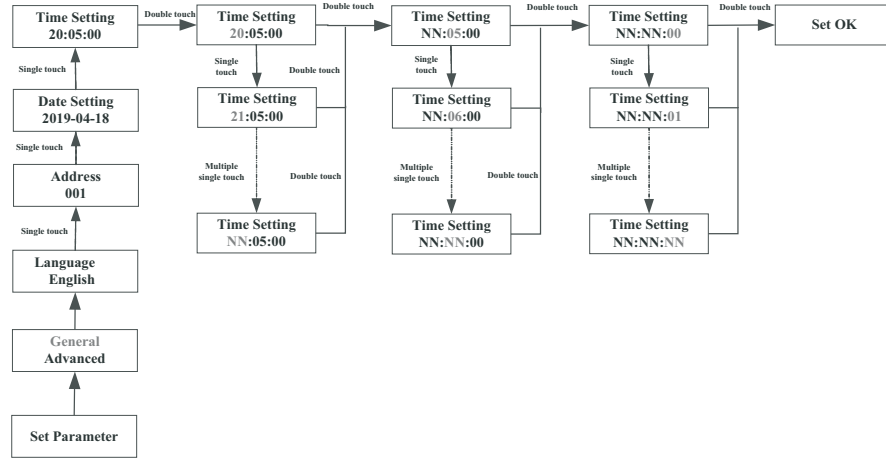 Time Setting
20:05:00
Double touch
Time Setting
20:05:00
Double touch
Time Setting
NN:05:00
Double touch
Time Setting
NN:NN:00
Double touch
Set OK
Single touch
Single
touch
Double touch
Single
touch
Single
touch
Date Setting
2019-04-18
Time Setting
21:05:00
Time Setting
NN:06:00
Time Setting
NN:NN:01
Single touch
Address
001
Multiple
single touch
Double touch
Multiple
single touch
Double touch
Multiple
single touch
Single touch
Time Setting
NN:05:00
Time Setting
NN:NN:00
Time Setting
NN:NN:NN
Language
English
General
Advanced
Set Parameter